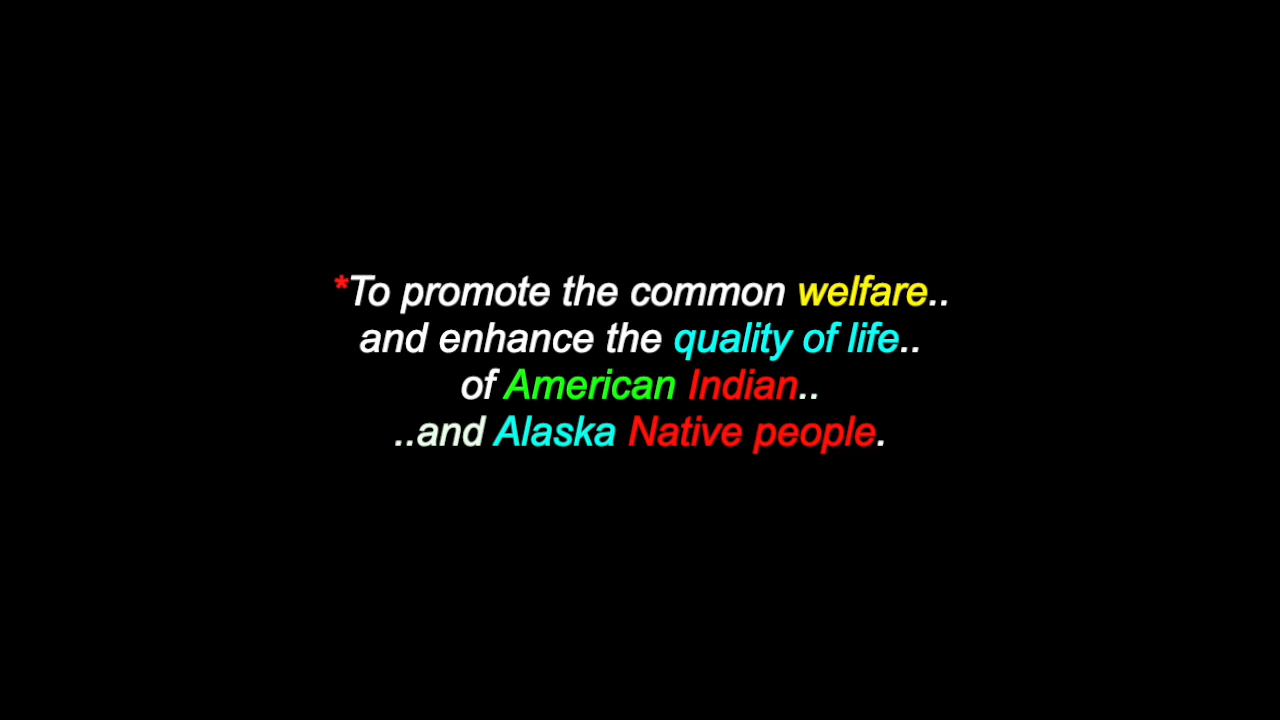 *To promote the common welfare..
and enhance the quality of life..
of American Indian..
..and Alaska Native people.